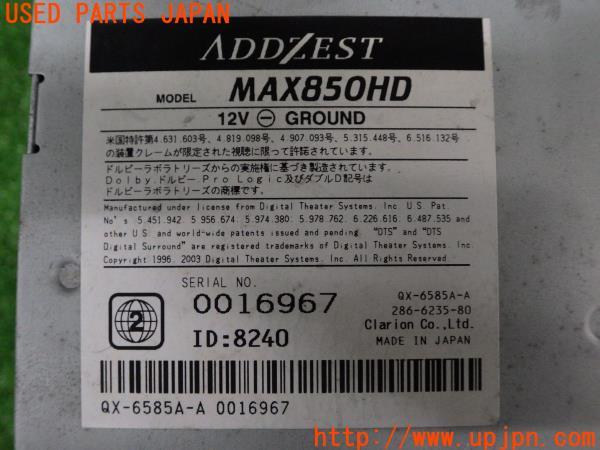 USED PARTS JAPAN
ADDZEST
MODEL MAX850HD
12V ⊖ GROUND
米国特許第4.631.603号、4.819.098号、4.907.093号、5.315.448号、6.516.132号
の装置クレームが限定された視聴に限って許諾されています。
ドルビーラボラトリーズからの実施権に基づき製造されています。
Dolby、ドルビー、Pro Logic及びダブルD記号は
ドルビーラボラトリーズの商標です。
Manufactured under license from Digital Theater Systems, Inc. U.S. Pat.
No's 5.451.942. 5.956.674. 5.974.380. 5.978.762. 6.226.616. 6.487.535 and
other U.S. and world-wide patents issued and pending. "DTS" and "DTS
Digital Surround" are registered trademarks of Digital Theater Systems, Inc.
Copyright 1996. 2003 Digital Theater Systems, Inc. All Rights Reserved.
SERIAL NO.
0016967
ID:8240
2
QX-6585A-A
286-6235-80
Clarion Co.,Ltd.
MADE IN JAPAN
QX-6585A-A 0016967
UPJ
http://www.upjpn.com